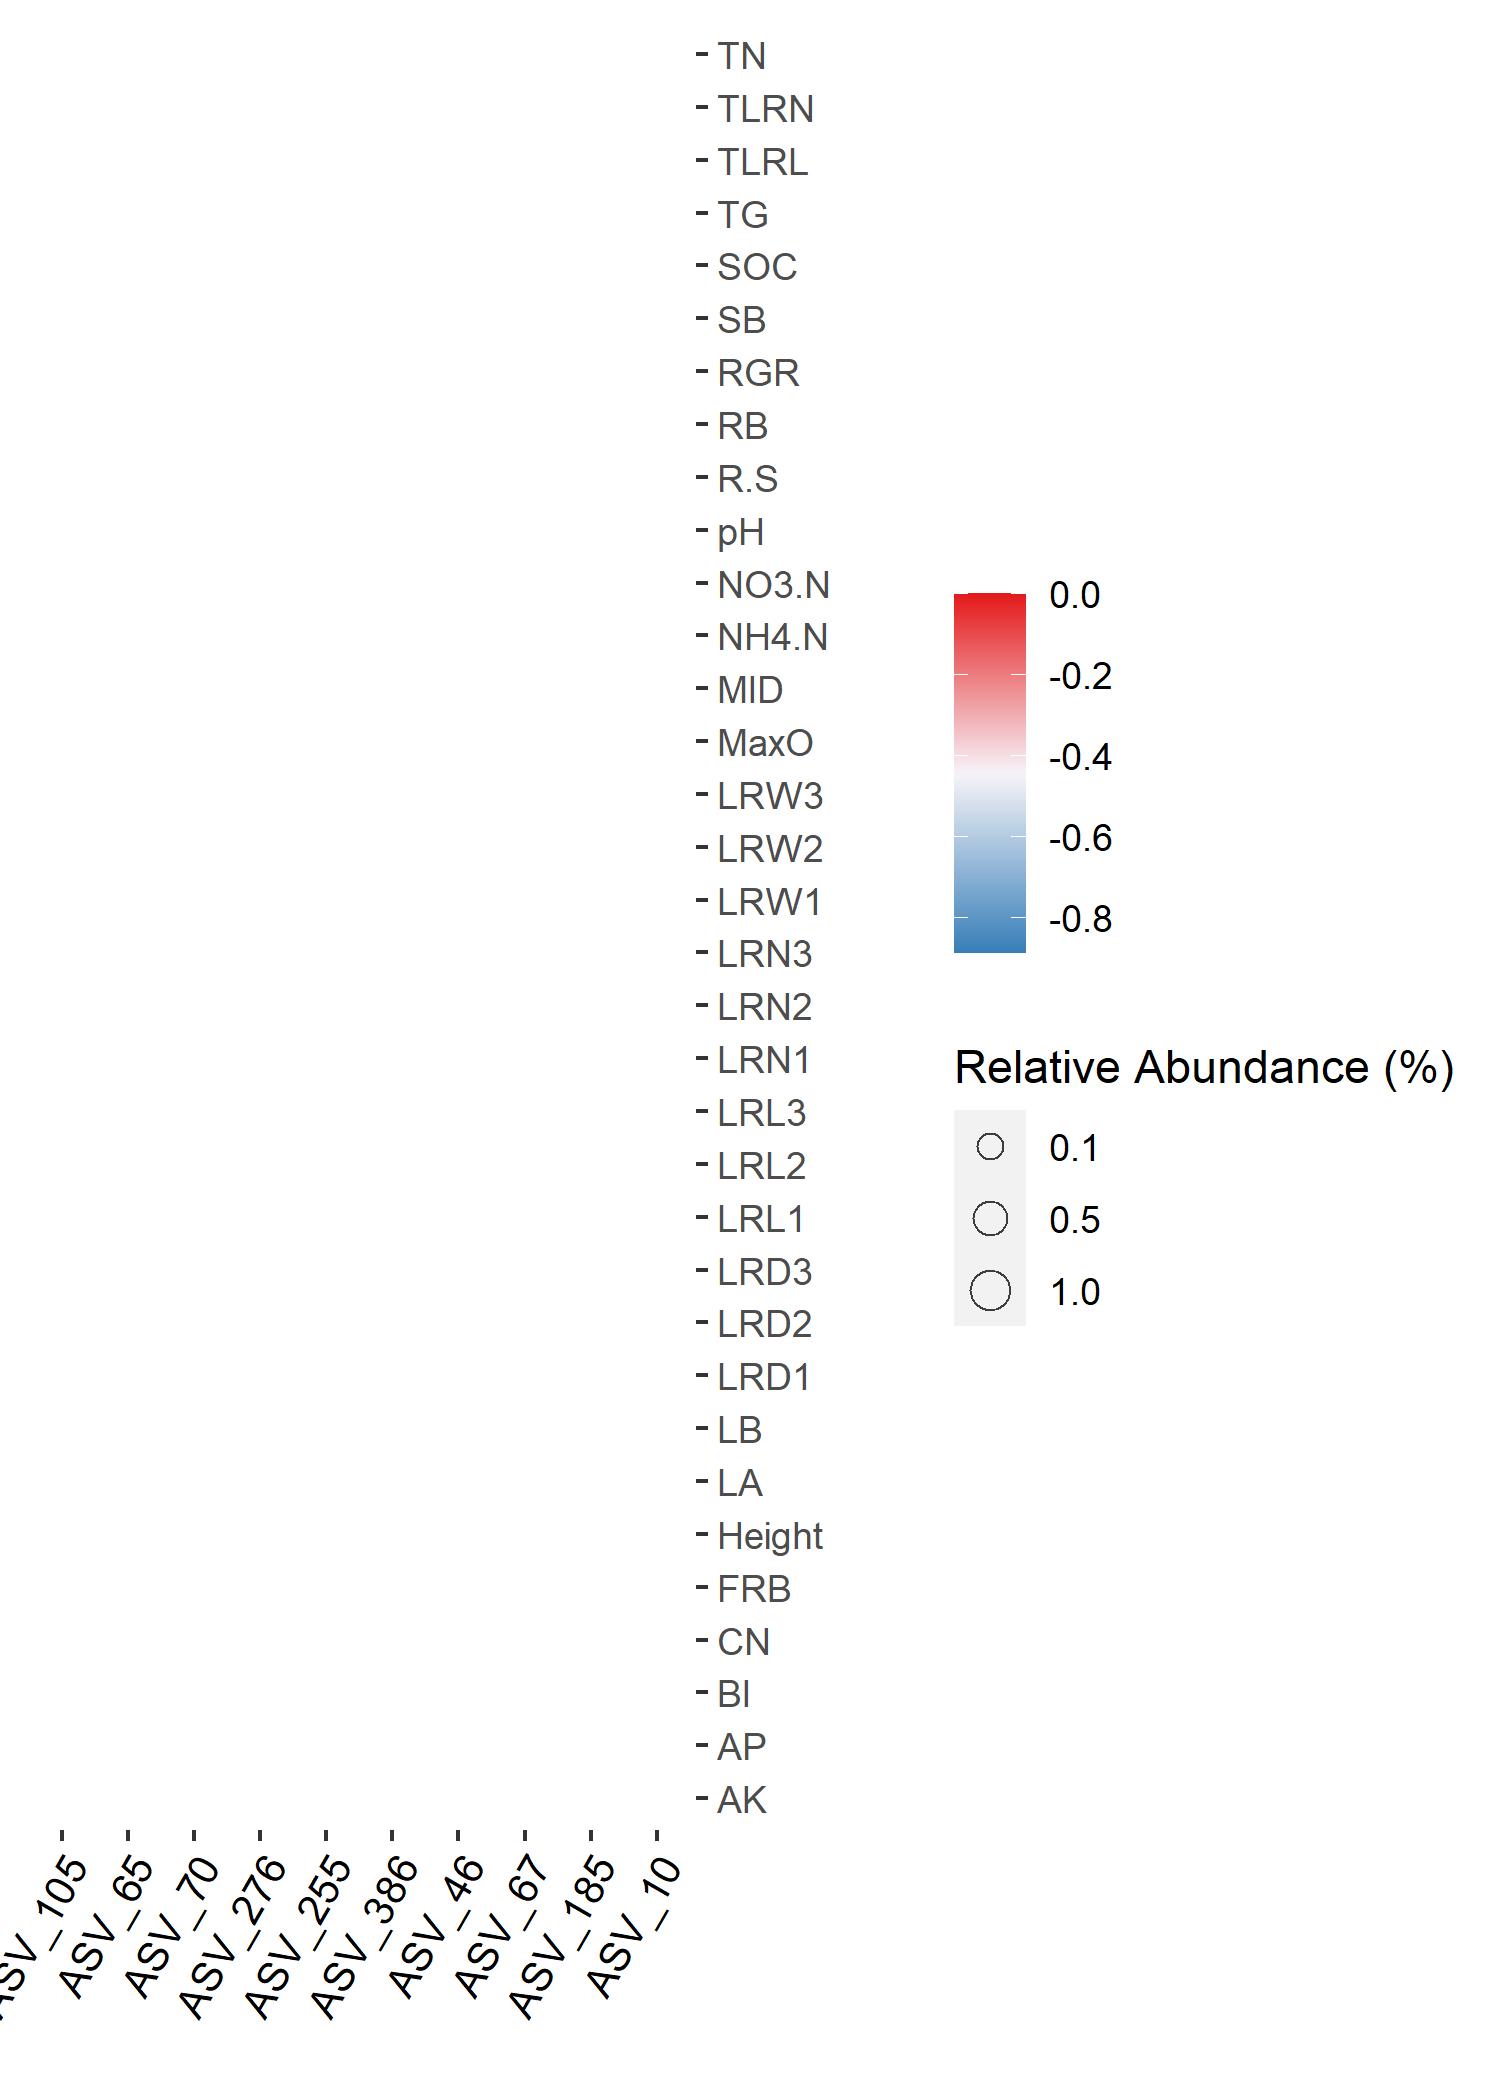 TN
TLRN
TLRL
TG
SOC
SB
RGR
RB
R.S
pH
NO3.N
NH4.N
MID
MaxO
LRW3
LRW2
LRW1
LRN3
LRN2
LRN1
LRL3
LRL2
LRL1
LRD3
LRD2
LRD1
LB
LA
Height
FRB
CN
BI
AP
AK
0.0
-0.2
-0.4
-0.6
-0.8
Relative Abundance (%)
0.1
0.5
1.0
ASV_105
ASV_65
ASV_70
ASV_276
ASV_255
ASV_386
ASV_46
ASV_67
ASV_185
ASV_10